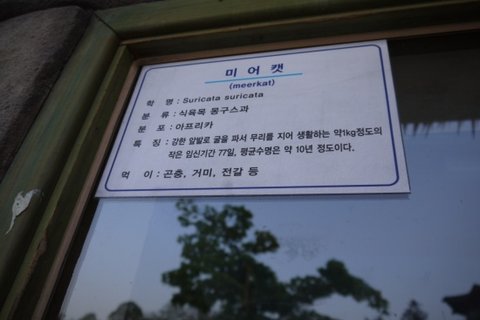 미어캣
(meerkat)
학 명 : Suricata suricata
분 류 : 식육목 몽구스과
분 포 : 아프리카
특 징 : 강한 앞발로 굴을 파서 무리를 지어 생활하는 약1kg정도의
작은 임신기간 77일, 평균수명은 약 10년 정도이다.
먹 이 : 곤충, 거미, 전갈 등